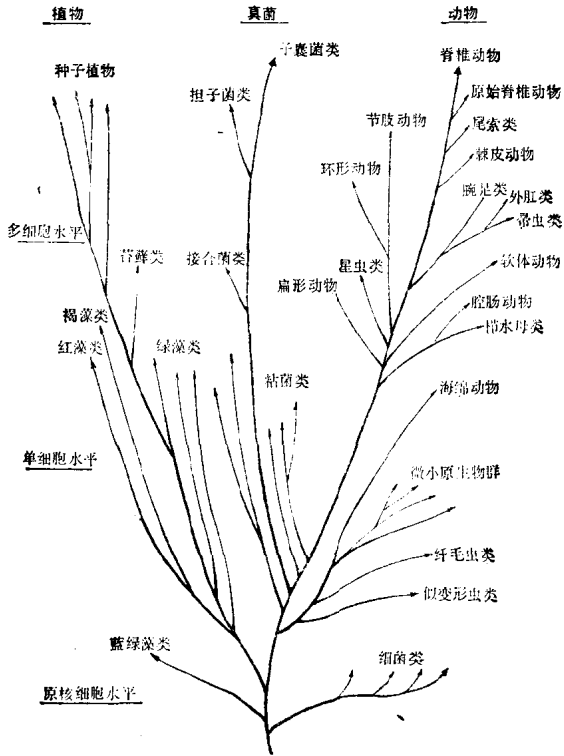 植物
真菌
动物
子囊菌类
脊椎动物
种子植物
担子菌类
原始脊椎动物
节肢动物
尾索类
棘皮动物
环形动物
腕足类
外肛类
帚虫类
多细胞水平
苔藓类
接合菌类
星虫类
软体动物
扁形动物
腔肠动物
栉水母类
褐藻类
红藻类
绿藻类
粘菌类
海绵动物
单细胞水平
微小原生物群
纤毛虫类
似变形虫类
蓝绿藻类
细菌类
原核细胞水平